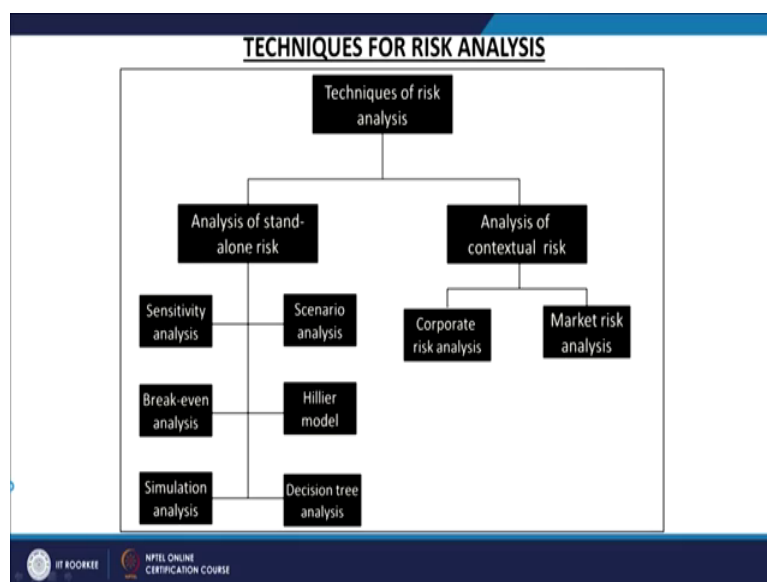 TECHNIQUES FOR RISK ANALYSIS
Techniques of risk
analysis
Analysis of stand-
alone risk
Analysis of
contextual risk
Sensitivity
analysis
Scenario
analysis
Corporate
risk analysis
Market risk
analysis
Break-even
analysis
Hillier
model
Simulation
analysis
Decision tree
analysis
IIT ROORKEE
NPTEL ONLINE
CERTIFICATION COURSE